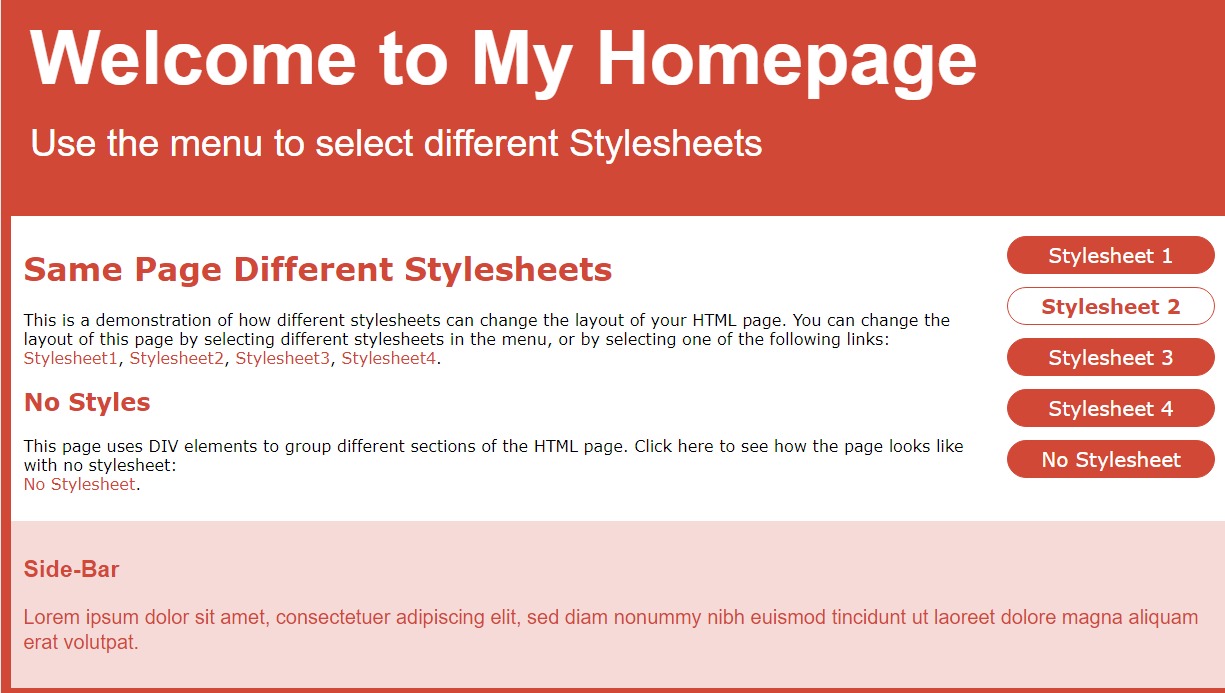 Welcome to My Homepage
Use the menu to select different Stylesheets
Same Page Different Stylesheets
This is a demonstration of how different stylesheets can change the layout of your HTML page. You can change the
layout of this page by selecting different stylesheets in the menu, or by selecting one of the following links:
Stylesheet1, Stylesheet2, Stylesheet3, Stylesheet4.
No Styles
This page uses DIV elements to group different sections of the HTML page. Click here to see how the page looks like
with no stylesheet:
No Stylesheet.
Stylesheet 1
Stylesheet 2
Stylesheet 3
Stylesheet 4
No Stylesheet
Side-Bar
Lorem ipsum dolor sit amet, consectetuer adipiscing elit, sed diam nonummy nibh euismod tincidunt ut laoreet dolore magna aliquam
erat volutpat.